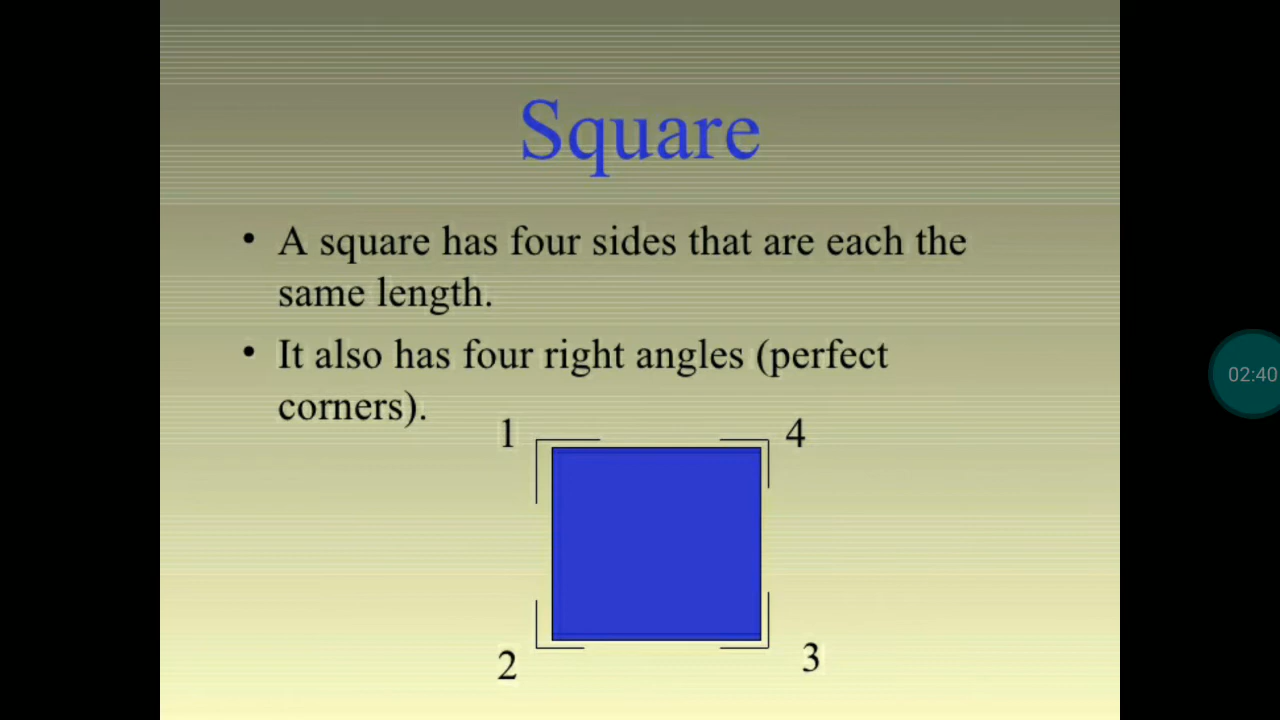 Square
• A square has four sides that are each the
same length.
• It also has four right angles (perfect
corners).
1
4
02:40
2
3